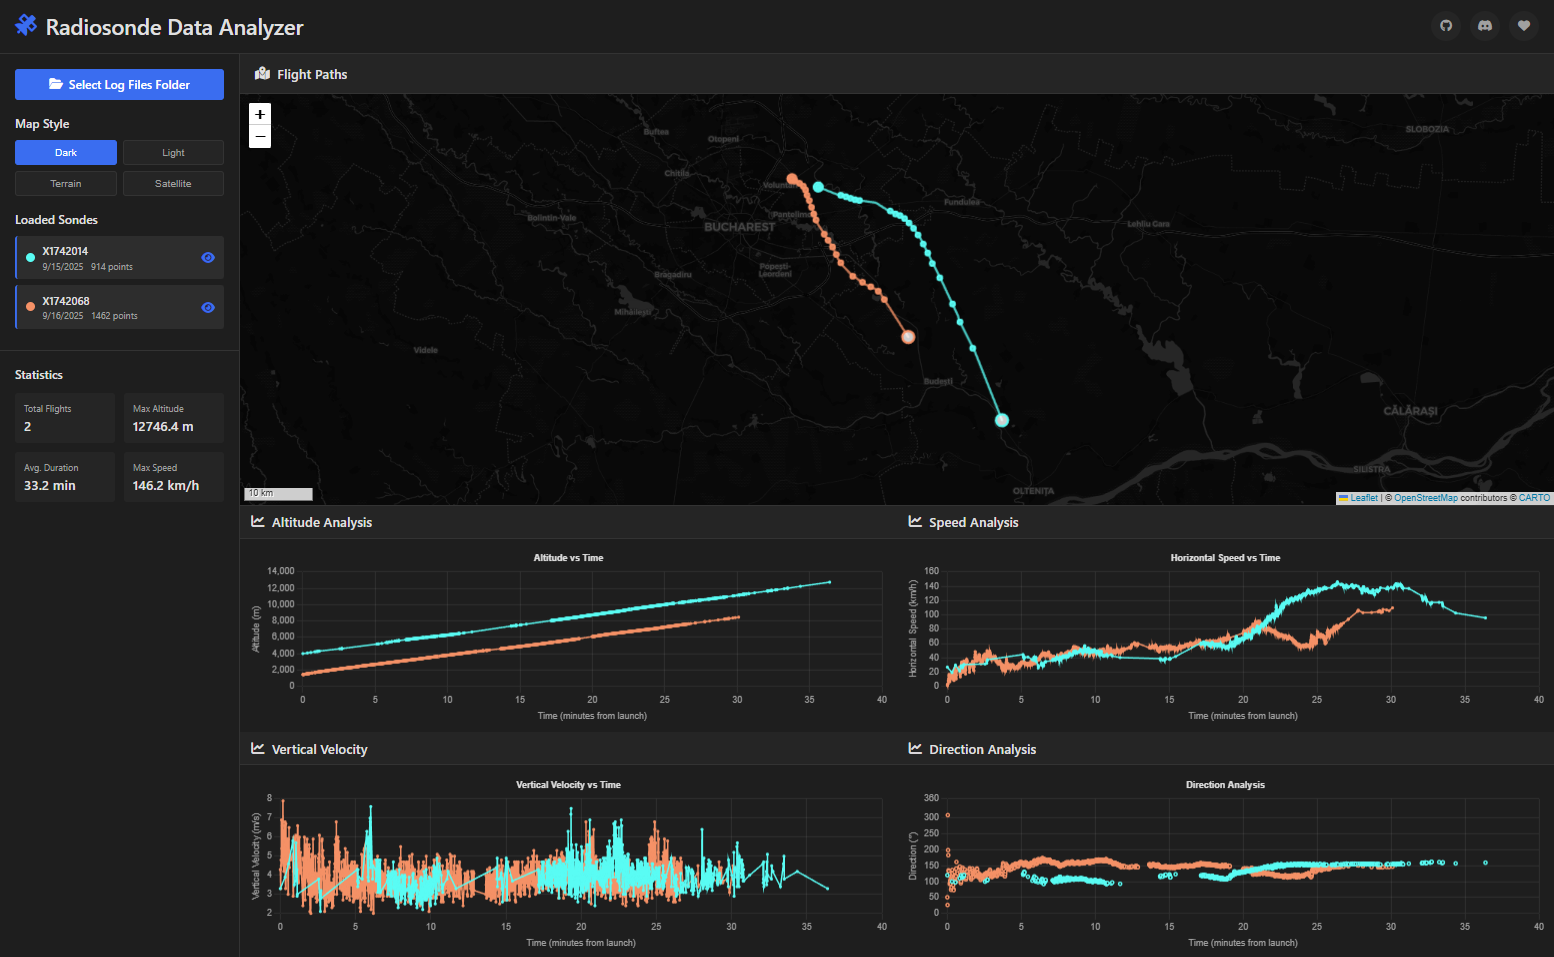 Radiosonde Data Analyzer
Select Log Files Folder
Map Style
Dark
Light
Terrain
Satellite
Loaded Sondes
X1742014
9/15/2025 914 points
X1742068
9/16/2025 1462 points
Statistics
Total Flights
2
Max Altitude
12746.4 m
Avg. Duration
33.2 min
Max Speed
146.2 km/h
Flight Paths
+
−
Buftea
Otopeni
SLOBOZIA
Chitila
Voluntari
Fundulea
Bolintin-Vale
Pantelimon
BUCHAREST
Lehliu Gara
Bragadiru
Popești-
Leordeni
Mihăilești
Videle
Budești
CĂLĂRAȘI
SILISTRA
OLTENIȚA
10 km
Leaflet | © OpenStreetMap contributors © CARTO
Altitude Analysis
Altitude vs Time
Altitude (m)
14,000
12,000
10,000
8,000
6,000
4,000
2,000
0
0 5 10 15 20 25 30 35 40
Time (minutes from launch)
Speed Analysis
Horizontal Speed vs Time
Horizontal Speed (km/h)
160
140
120
100
80
60
40
20
0
0 5 10 15 20 25 30 35 40
Time (minutes from launch)
Vertical Velocity
Vertical Velocity vs Time
Vertical Velocity (m/s)
8
7
6
5
4
3
2
0 5 10 15 20 25 30 35 40
Time (minutes from launch)
Direction Analysis
Direction Analysis
Direction (°)
360
300
250
200
150
100
50
0
0 5 10 15 20 25 30 35 40
Time (minutes from launch)